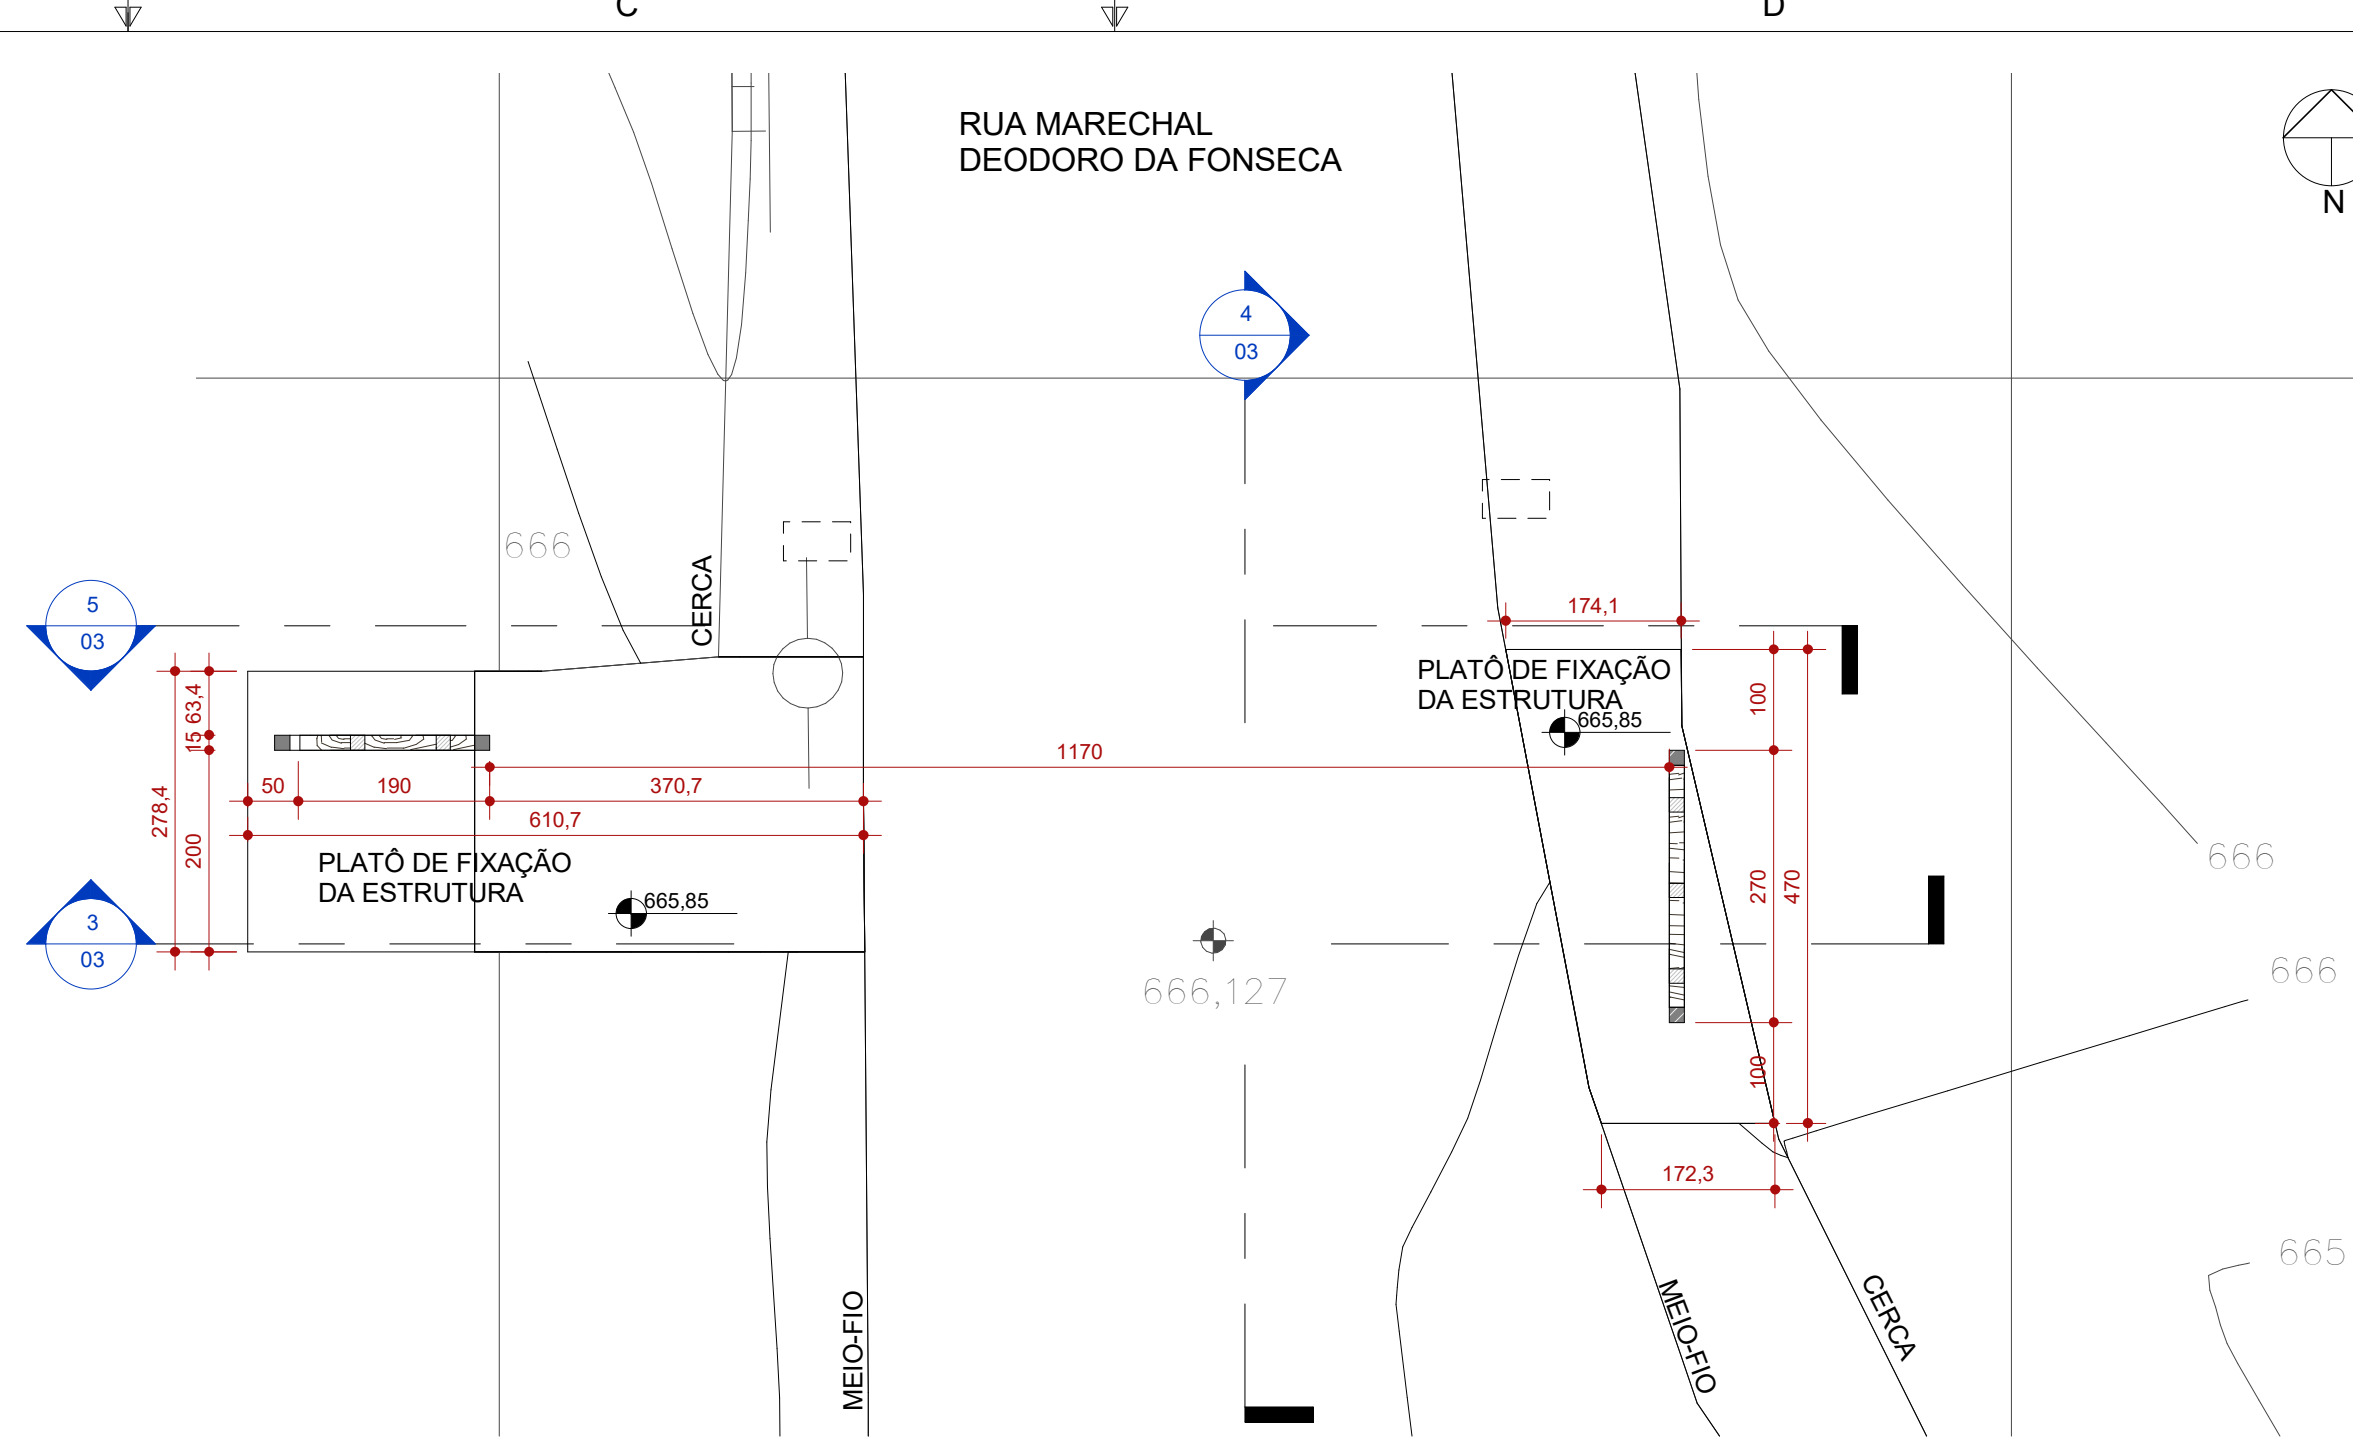 C
D
RUA MARECHAL
DEODORO DA FONSECA
N
4
03
666
CERCA
5
03
174,1
PLATÔ DE FIXAÇÃO
DA ESTRUTURA
665,85
100
63,4
15
278,4
200
50
190
370,7
1170
610,7
PLATÔ DE FIXAÇÃO
DA ESTRUTURA
665,85
270
470
666
3
03
666,127
666
100
172,3
665
MEIO-FIO
MEIO-FIO
CERCA